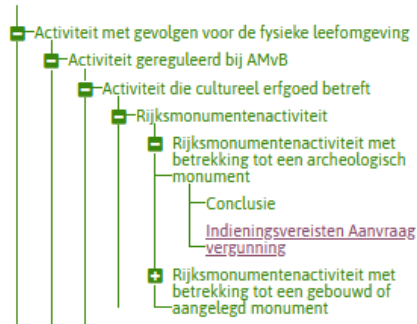 Activiteit met gevolgen voor de fysieke leefomgeving
Activiteit gereguleerd bij AMvB
Activiteit die cultureel erfgoed betreft
Rijksmonumentenactiviteit
Rijksmonumentenactiviteit met
betrekking tot een archeologisch
monument
Conclusie
Indieningsvereisten Aanvraag
vergunning
Rijksmonumentenactiviteit met
betrekking tot een gebouwd of
aangelegd monument